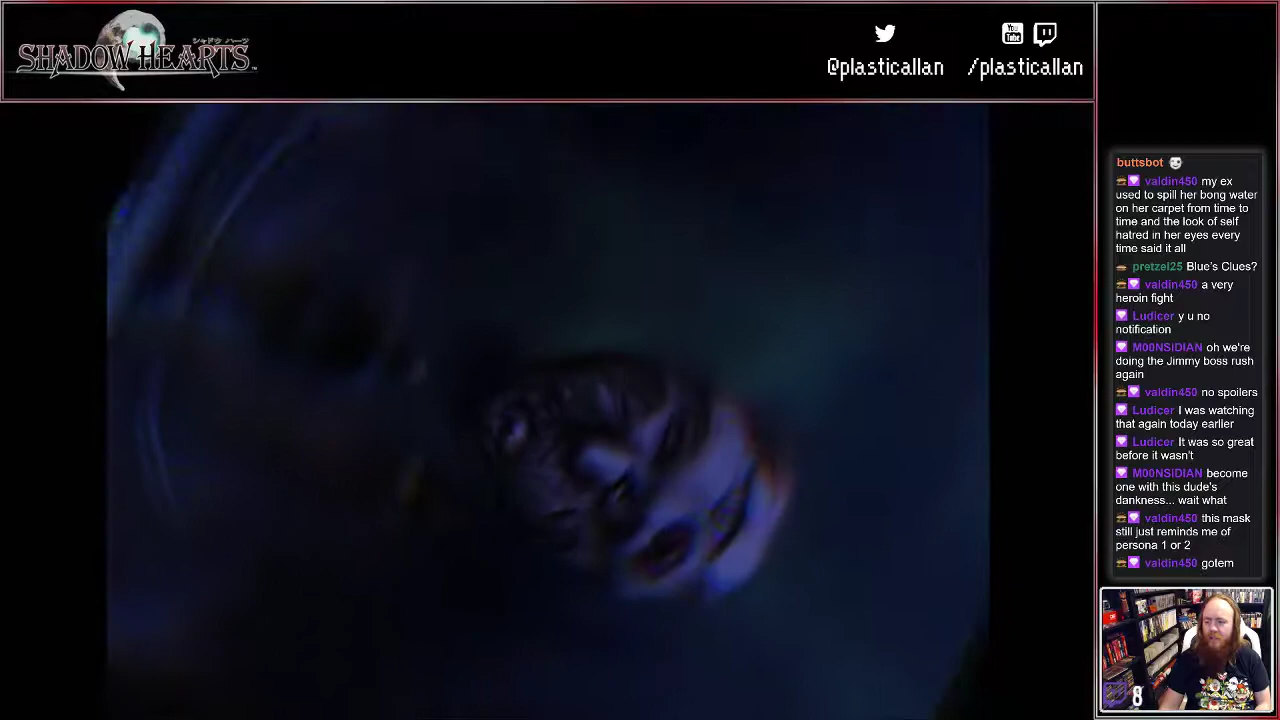 シャドウ ハーツ
SHADOW HEARTS™
@plasticallan
You Tube
/plasticallan
buttsbot
valdin450 my ex
used to spill her bong water
on her carpet from time to
time and the look of self
hatred in her eyes every
time said it all
pretzel25 Blue's Clues?
valdin450 a very
heroin fight
Ludicer y u no
notification
M00NSIDIAN oh we're
doing the Jimmy boss rush
again
valdin450 no spoilers
Ludicer I was watching
that again today earlier
Ludicer It was so great
before it wasn't
M00NSIDIAN become
one with this dude's
dankness... wait what
valdin450 this mask
still just reminds me of
persona 1 or 2
valdin450 gotem
8